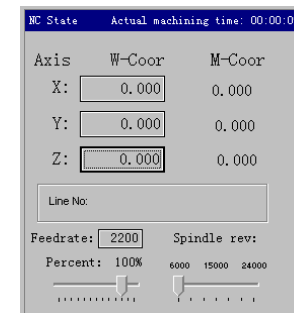 NC State Actual machining time: 00:00:0
Axis W-Coor M-Coor
X: 0.000 0.000
Y: 0.000 0.000
Z: 0.000 0.000
Line No:
Feedrate: 2200 Spindle rev:
Percent: 100% 6000 15000 24000